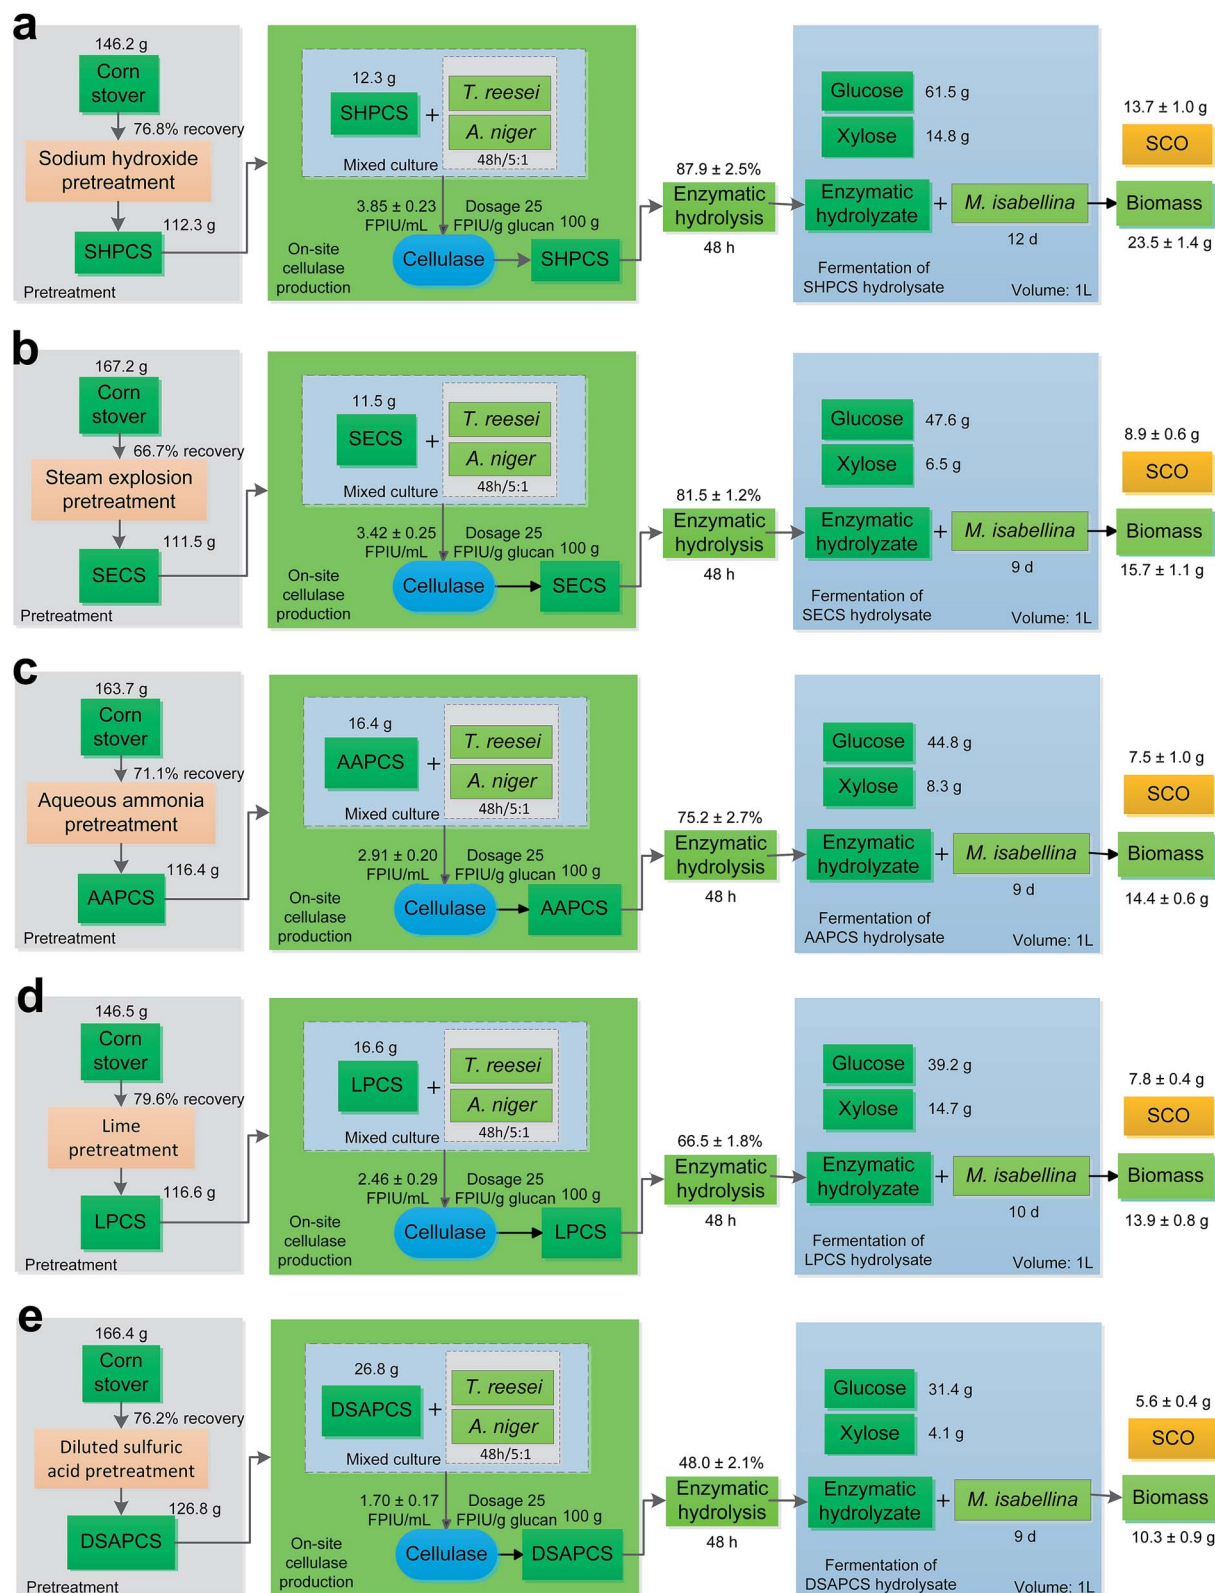 a
146.2 g
Corn
stover
76.8% recovery
Sodium hydroxide
pretreatment
112.3 g
SHPCS
Pretreatment
12.3 g
SHPCS
+
T. reesei
A. niger
48h/5:1
Mixed culture
3.85 ± 0.23
FPIU/mL
Dosage 25
FPIU/g glucan
100 g
On-site
cellulase
production
Cellulase
SHPCS
87.9 ± 2.5%
Enzymatic
hydrolysis
48 h
Glucose
61.5 g
Xylose
14.8 g
Enzymatic
hydrolyzate
+
M. isabellina
12 d
Fermentation of
SHPCS hydrolysate
Volume: 1L
13.7 ± 1.0 g
SCO
Biomass
23.5 ± 1.4 g
b
167.2 g
Corn
stover
66.7% recovery
Steam explosion
pretreatment
111.5 g
SECS
Pretreatment
11.5 g
SECS
+
T. reesei
A. niger
48h/5:1
Mixed culture
3.42 ± 0.25
FPIU/mL
Dosage 25
FPIU/g glucan
100 g
On-site
cellulase
production
Cellulase
SECS
81.5 ± 1.2%
Enzymatic
hydrolysis
48 h
Glucose
47.6 g
Xylose
6.5 g
Enzymatic
hydrolyzate
+
M. isabellina
9 d
Fermentation of
SECS hydrolysate
Volume: 1L
8.9 ± 0.6 g
SCO
Biomass
15.7 ± 1.1 g
c
163.7 g
Corn
stover
71.1% recovery
Aqueous ammonia
pretreatment
116.4 g
AAPCS
Pretreatment
16.4 g
AAPCS
+
T. reesei
A. niger
48h/5:1
Mixed culture
2.91 ± 0.20
FPIU/mL
Dosage 25
FPIU/g glucan
100 g
On-site
cellulase
production
Cellulase
AAPCS
75.2 ± 2.7%
Enzymatic
hydrolysis
48 h
Glucose
44.8 g
Xylose
8.3 g
Enzymatic
hydrolyzate
+
M. isabellina
9 d
Fermentation of
AAPCS hydrolysate
Volume: 1L
7.5 ± 1.0 g
SCO
Biomass
14.4 ± 0.6 g
d
146.5 g
Corn
stover
79.6% recovery
Lime
pretreatment
116.6 g
LPCS
Pretreatment
16.6 g
LPCS
+
T. reesei
A. niger
48h/5:1
Mixed culture
2.46 ± 0.29
FPIU/mL
Dosage 25
FPIU/g glucan
100 g
On-site
cellulase
production
Cellulase
LPCS
66.5 ± 1.8%
Enzymatic
hydrolysis
48 h
Glucose
39.2 g
Xylose
14.7 g
Enzymatic
hydrolyzate
+
M. isabellina
10 d
Fermentation of
LPCS hydrolysate
Volume: 1L
7.8 ± 0.4 g
SCO
Biomass
13.9 ± 0.8 g
e
166.4 g
Corn
stover
76.2% recovery
Diluted sulfuric
acid pretreatment
126.8 g
DSAPCS
Pretreatment
26.8 g
DSAPCS
+
T. reesei
A. niger
48h/5:1
Mixed culture
1.70 ± 0.17
FPIU/mL
Dosage 25
FPIU/g glucan
100 g
On-site
cellulase
production
Cellulase
DSAPCS
48.0 ± 2.1%
Enzymatic
hydrolysis
48 h
Glucose
31.4 g
Xylose
4.1 g
Enzymatic
hydrolyzate
+
M. isabellina
9 d
Fermentation of
DSAPCS hydrolysate
Volume: 1L
5.6 ± 0.4 g
SCO
Biomass
10.3 ± 0.9 g